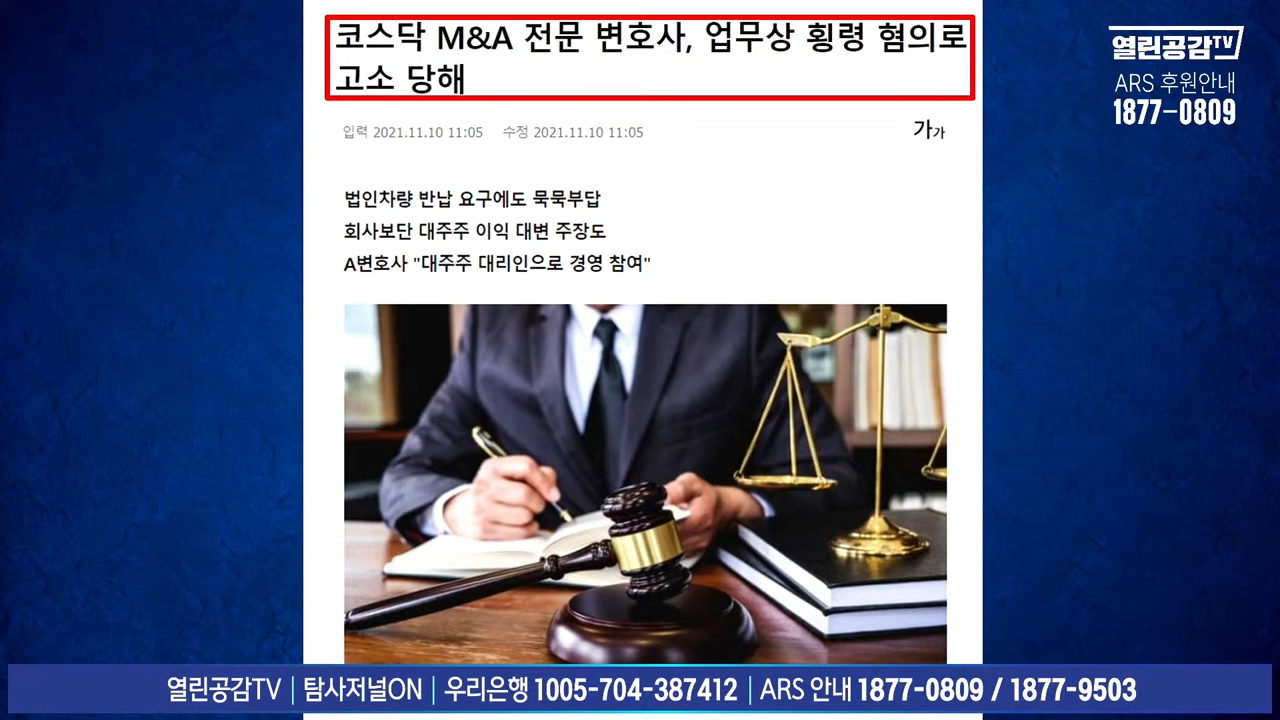 코스닥 M&A 전문 변호사, 업무상 횡령 혐의로
고소 당해
입력 2021.11.10 11:05 수정 2021.11.10 11:05
가가
법인차량 반납 요구에도 묵묵부답
회사보단 대주주 이익 대변 주장도
A변호사 "대주주 대리인으로 경영 참여"
열린공감TV
ARS 후원안내
1877-0809
열린공감TV | 탐사저널ON | 우리은행 1005-704-387412 | ARS 안내 1877-0809 / 1877-9503